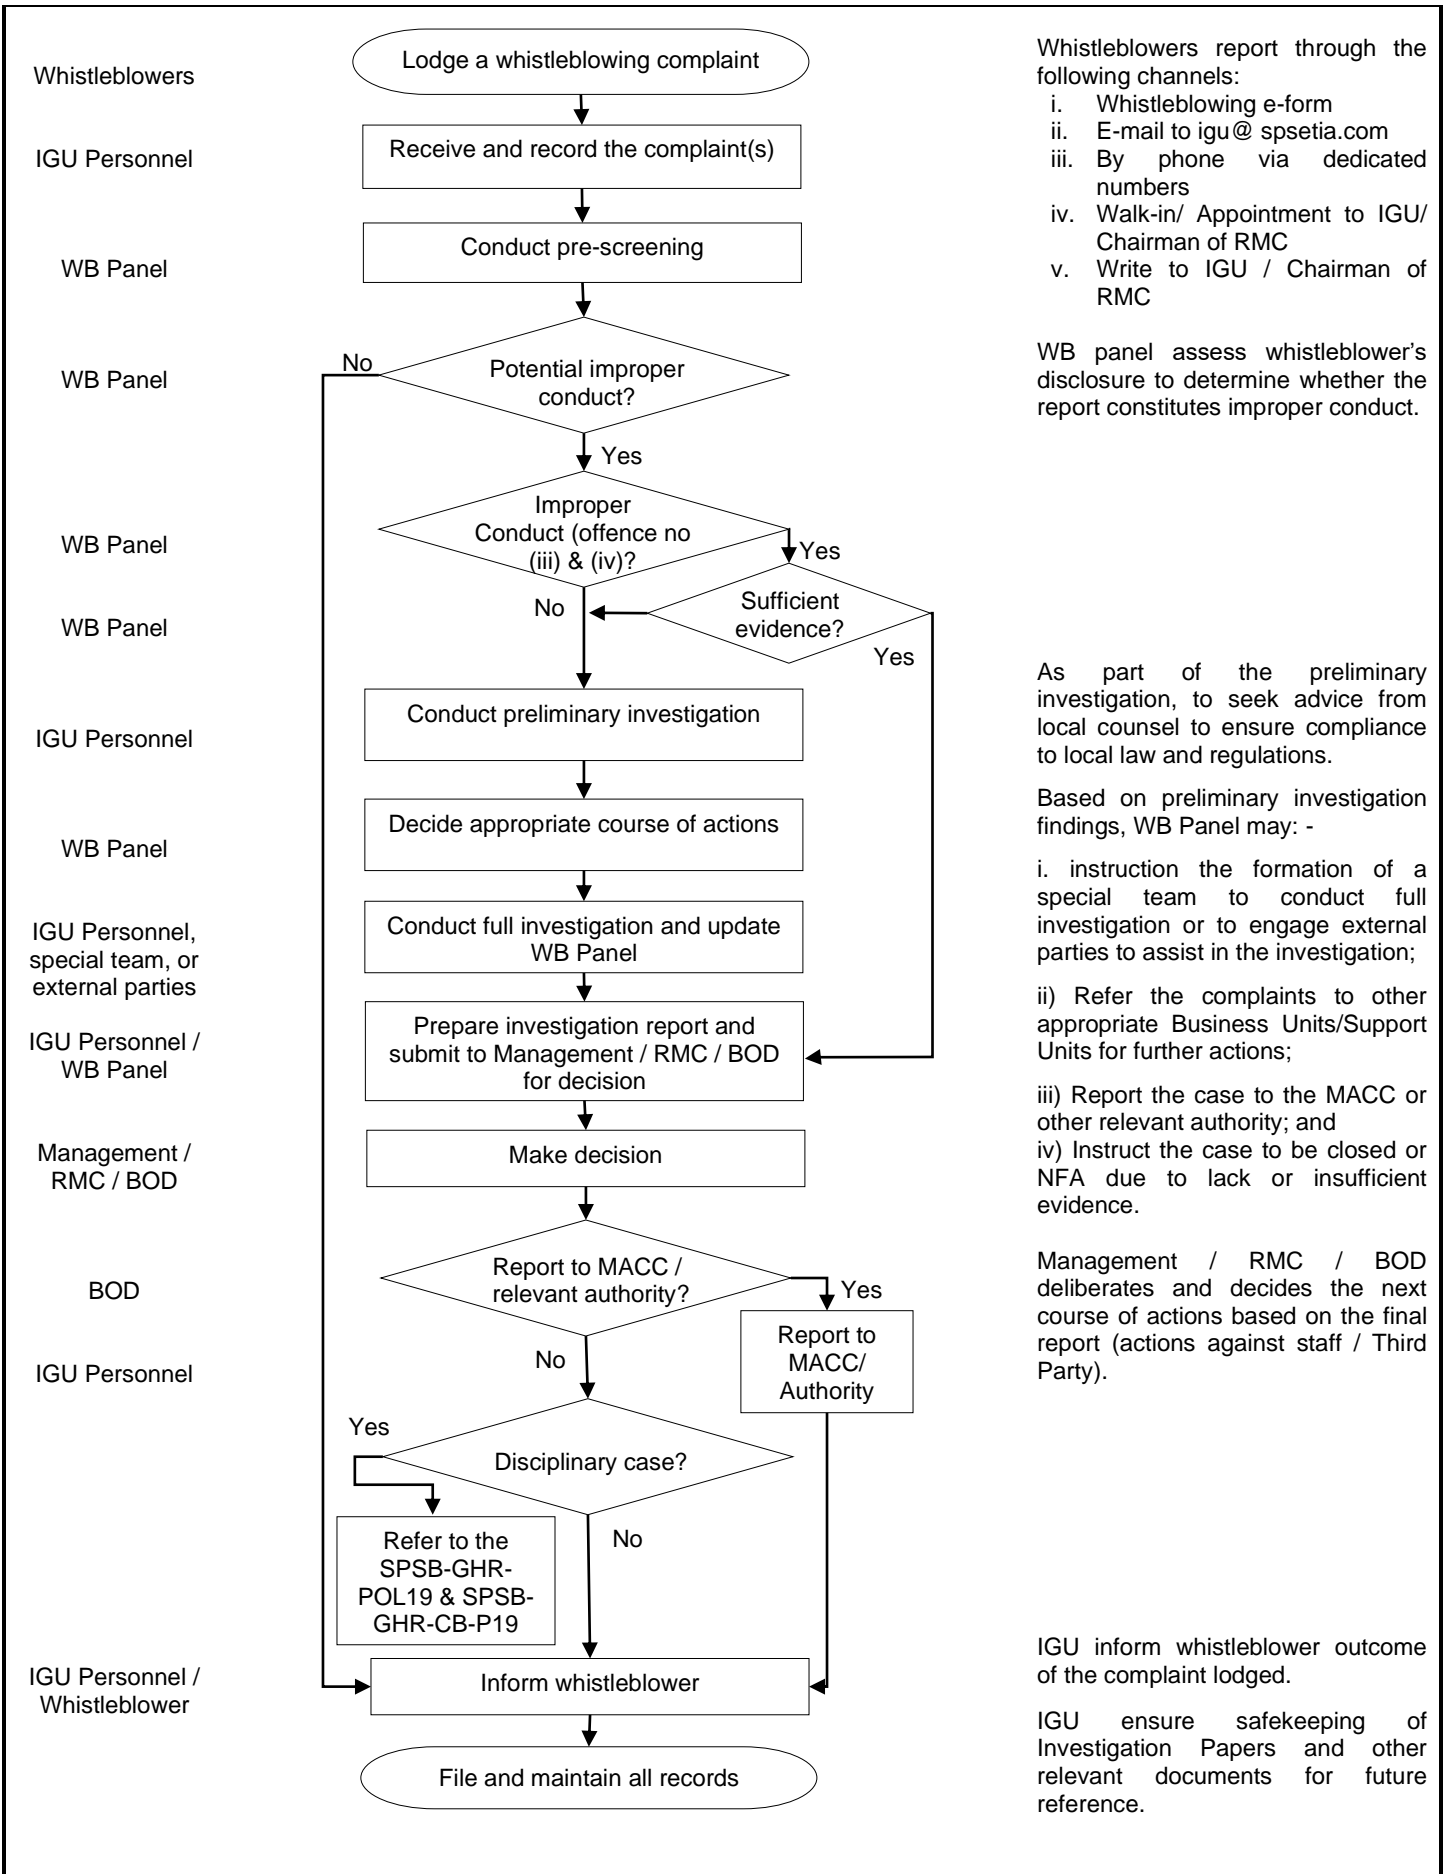 Whistleblowers
Lodge a whistleblowing complaint
Whistleblowers report through the
following channels:
i. Whistleblowing e-form
ii. E-mail to igu@ spsetia.com
iii. By phone via dedicated
numbers
iv. Walk-in/ Appointment to IGU/
Chairman of RMC
v. Write to IGU / Chairman of
RMC
IGU Personnel
Receive and record the complaint(s)
WB Panel
Conduct pre-screening
WB Panel
No
Potential improper
conduct?
Yes
WB panel assess whistleblower’s
disclosure to determine whether the
report constitutes improper conduct.
WB Panel
Improper
Conduct (offence no
(iii) & (iv)?
Yes
No
WB Panel
Sufficient
evidence?
Yes
IGU Personnel
Conduct preliminary investigation
As part of the preliminary
investigation, to seek advice from
local counsel to ensure compliance
to local law and regulations.
WB Panel
Decide appropriate course of actions
Based on preliminary investigation
findings, WB Panel may: -
i. instruction the formation of a
special team to conduct full
investigation or to engage external
parties to assist in the investigation;
ii) Refer the complaints to other
appropriate Business Units/Support
Units for further actions;
iii) Report the case to the MACC or
other relevant authority; and
iv) Instruct the case to be closed or
NFA due to lack or insufficient
evidence.
IGU Personnel,
special team, or
external parties
Conduct full investigation and update
WB Panel
IGU Personnel /
WB Panel
Prepare investigation report and
submit to Management / RMC / BOD
for decision
Management /
RMC / BOD
Make decision
Management / RMC / BOD
deliberates and decides the next
course of actions based on the final
report (actions against staff / Third
Party).
BOD
Report to MACC /
relevant authority?
Yes
No
IGU Personnel
Report to
MACC/
Authority
Yes
Disciplinary case?
No
Refer to the
SPSB-GHR-
POL19 & SPSB-
GHR-CB-P19
IGU Personnel /
Whistleblower
Inform whistleblower
IGU inform whistleblower outcome
of the complaint lodged.
File and maintain all records
IGU ensure safekeeping of
Investigation Papers and other
relevant documents for future
reference.